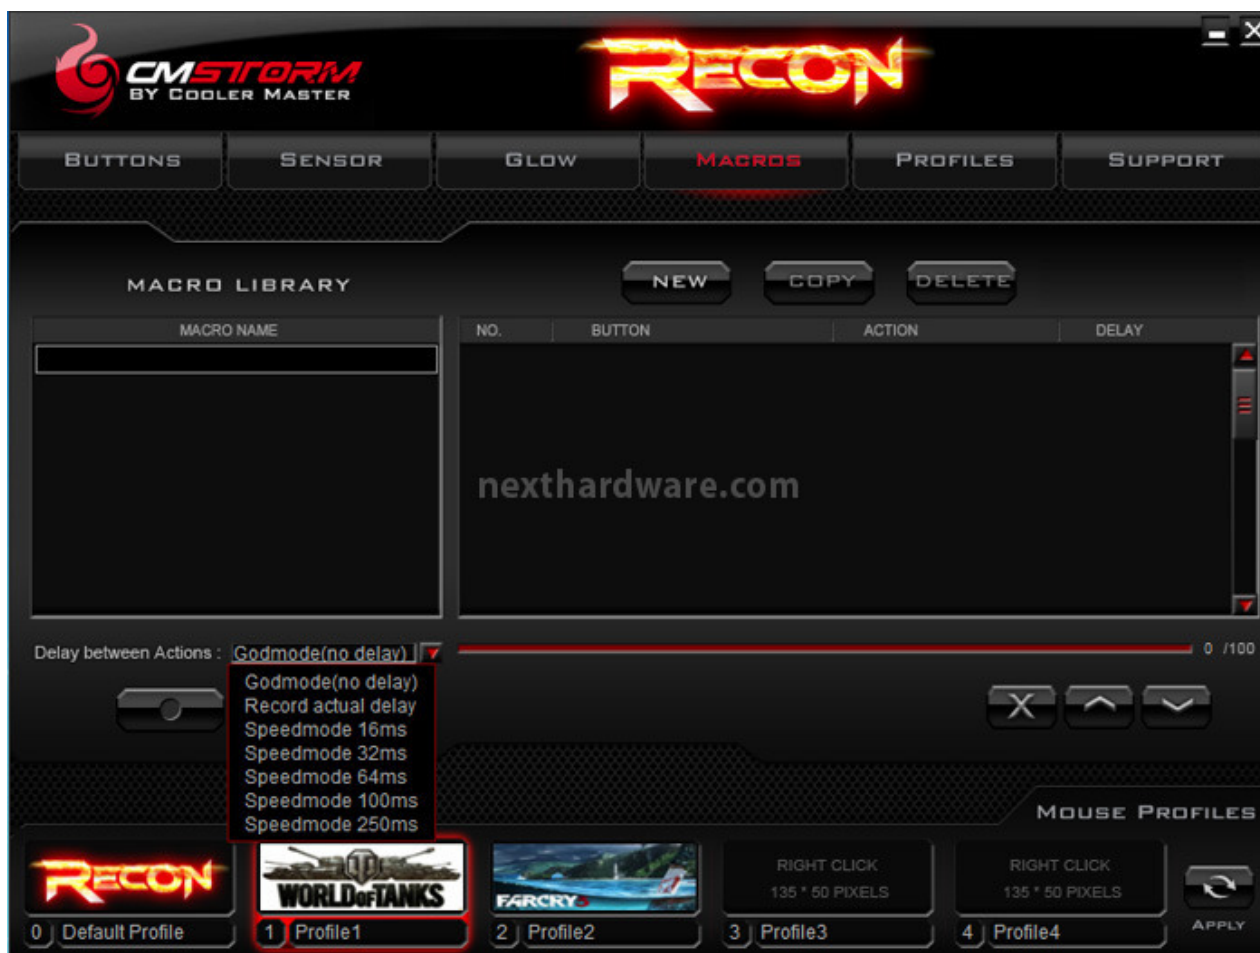 CMSTORM
BY COOLER MASTER
RECON
BUTTONS SENSOR GLOW MACROS PROFILES SUPPORT
MACRO LIBRARY
NEW COPY DELETE
MACRO NAME
NO. BUTTON ACTION DELAY
nexthardware.com
Delay between Actions : Godmode(no delay)
0 /100
Godmode(no delay)
Record actual delay
Speedmode 16ms
Speedmode 32ms
Speedmode 64ms
Speedmode 100ms
Speedmode 250ms
MOUSE PROFILES
RECON
WORLD OF TANKS
FARCRY3
RIGHT CLICK
135 * 50 PIXELS
RIGHT CLICK
135 * 50 PIXELS
0 Default Profile
1 Profile1
2 Profile2
3 Profile3
4 Profile4
APPLY